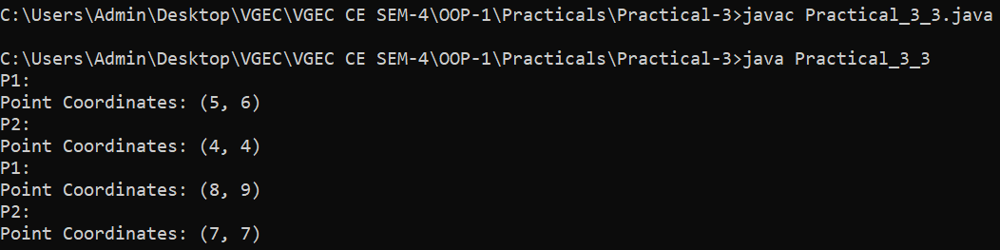 C:\Users\Admin\Desktop\VGEC\VGEC CE SEM-4\OOP-1\Practicals\Practical-3>javac Practical_3_3.java
C:\Users\Admin\Desktop\VGEC\VGEC CE SEM-4\OOP-1\Practicals\Practical-3>java Practical_3_3
P1:
Point Coordinates: (5, 6)
P2:
Point Coordinates: (4, 4)
P1:
Point Coordinates: (8, 9)
P2:
Point Coordinates: (7, 7)